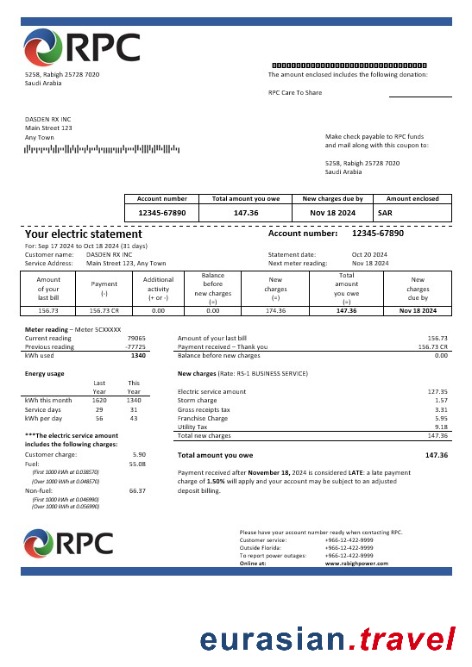 RPC
5258, Rabigh 25728 7020
Saudi Arabia
The amount enclosed includes the following donation:
RPC Care To Share
DASDEN RX INC
Main Street 123
Any Town
Make check payable to RPC funds
and mail along with this coupon to:
5258, Rabigh 25728 7020
Saudi Arabia
Account number Total amount you owe New charges due by Amount enclosed
12345-67890 147.36 Nov 18 2024 SAR
Your electric statement Account number: 12345-67890
For: Sep 17 2024 to Oct 18 2024 (31 days)
Customer name: DASDEN RX INC Statement date: Oct 20 2024
Service Address: Main Street 123, Any Town Next meter reading: Nov 18 2024
Amount of your last bill Payment (-) Additional activity (+ or -) Balance before new charges (=) New charges (+) Total amount you owe (=) New charges due by
156.73 156.73 CR 0.00 0.00 174.36 147.36 Nov 18 2024
Meter reading – Meter 5CXXXXX
Current reading 79065
Previous reading -77725
kWh used 1340
Amount of your last bill 156.73
Payment received – Thank you 156.73 CR
Balance before new charges 0.00
Energy usage
Last Year This Year
kWh this month 1620 1340
Service days 29 31
kWh per day 56 43
***The electric service amount
includes the following charges:
Customer charge: 5.90
Fuel: 55.08
(First 1000 kWh at 0.038570)
(Over 1000 kWh at 0.048570)
Non-fuel: 66.37
(First 1000 kWh at 0.046990)
(Over 1000 kWh at 0.056990)
New charges (Rate: RS-1 BUSINESS SERVICE)
Electric service amount 127.35
Storm charge 1.57
Gross receipts tax 3.31
Franchise Charge 5.95
Utility Tax 9.18
Total new charges 147.36
Total amount you owe 147.36
Payment received after November 18, 2024 is considered LATE: a late payment
charge of 1.50% will apply and your account may be subject to an adjusted
deposit billing.
RPC
Please have your account number ready when contacting RPC.
Customer service: +966-12-422-9999
Outside Florida: +966-12-422-9999
To report power outages: +966-12-422-9999
Online at: www.rabighpower.com
eurasian.travel